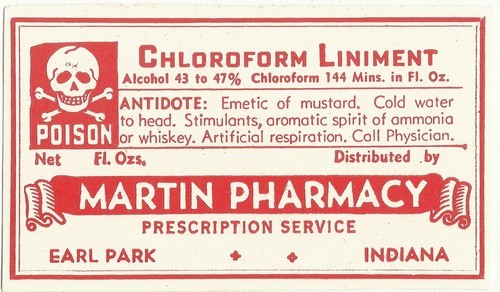 CHLOROFORM LINIMENT
Alcohol 43 to 47% Chloroform 144 Mins. in Fl. Oz.
POISON
ANTIDOTE: Emetic of mustard. Cold water
to head. Stimulants, aromatic spirit of ammonia
or whiskey. Artificial respiration. Call Physician.
Net Fl. Ozs. Distributed by
MARTIN PHARMACY
PRESCRIPTION SERVICE
EARL PARK INDIANA